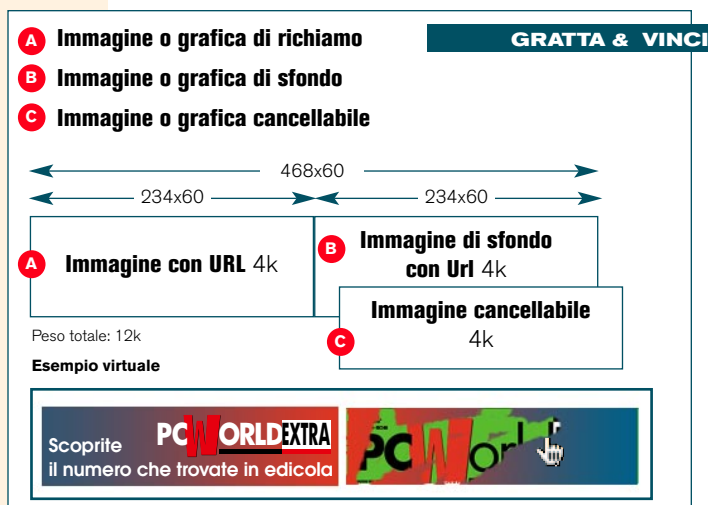 A Immagine o grafica di richiamo
GRATTA & VINCI
B Immagine o grafica di sfondo
C Immagine o grafica cancellabile
468x60
234x60
234x60
A Immagine con URL 4k
B Immagine di sfondo
con Url 4k
C Immagine cancellabile
4k
Peso totale: 12k
Esempio virtuale
Scoprite PCWORLDEXTRA
il numero che trovate in edicola
PC Worl